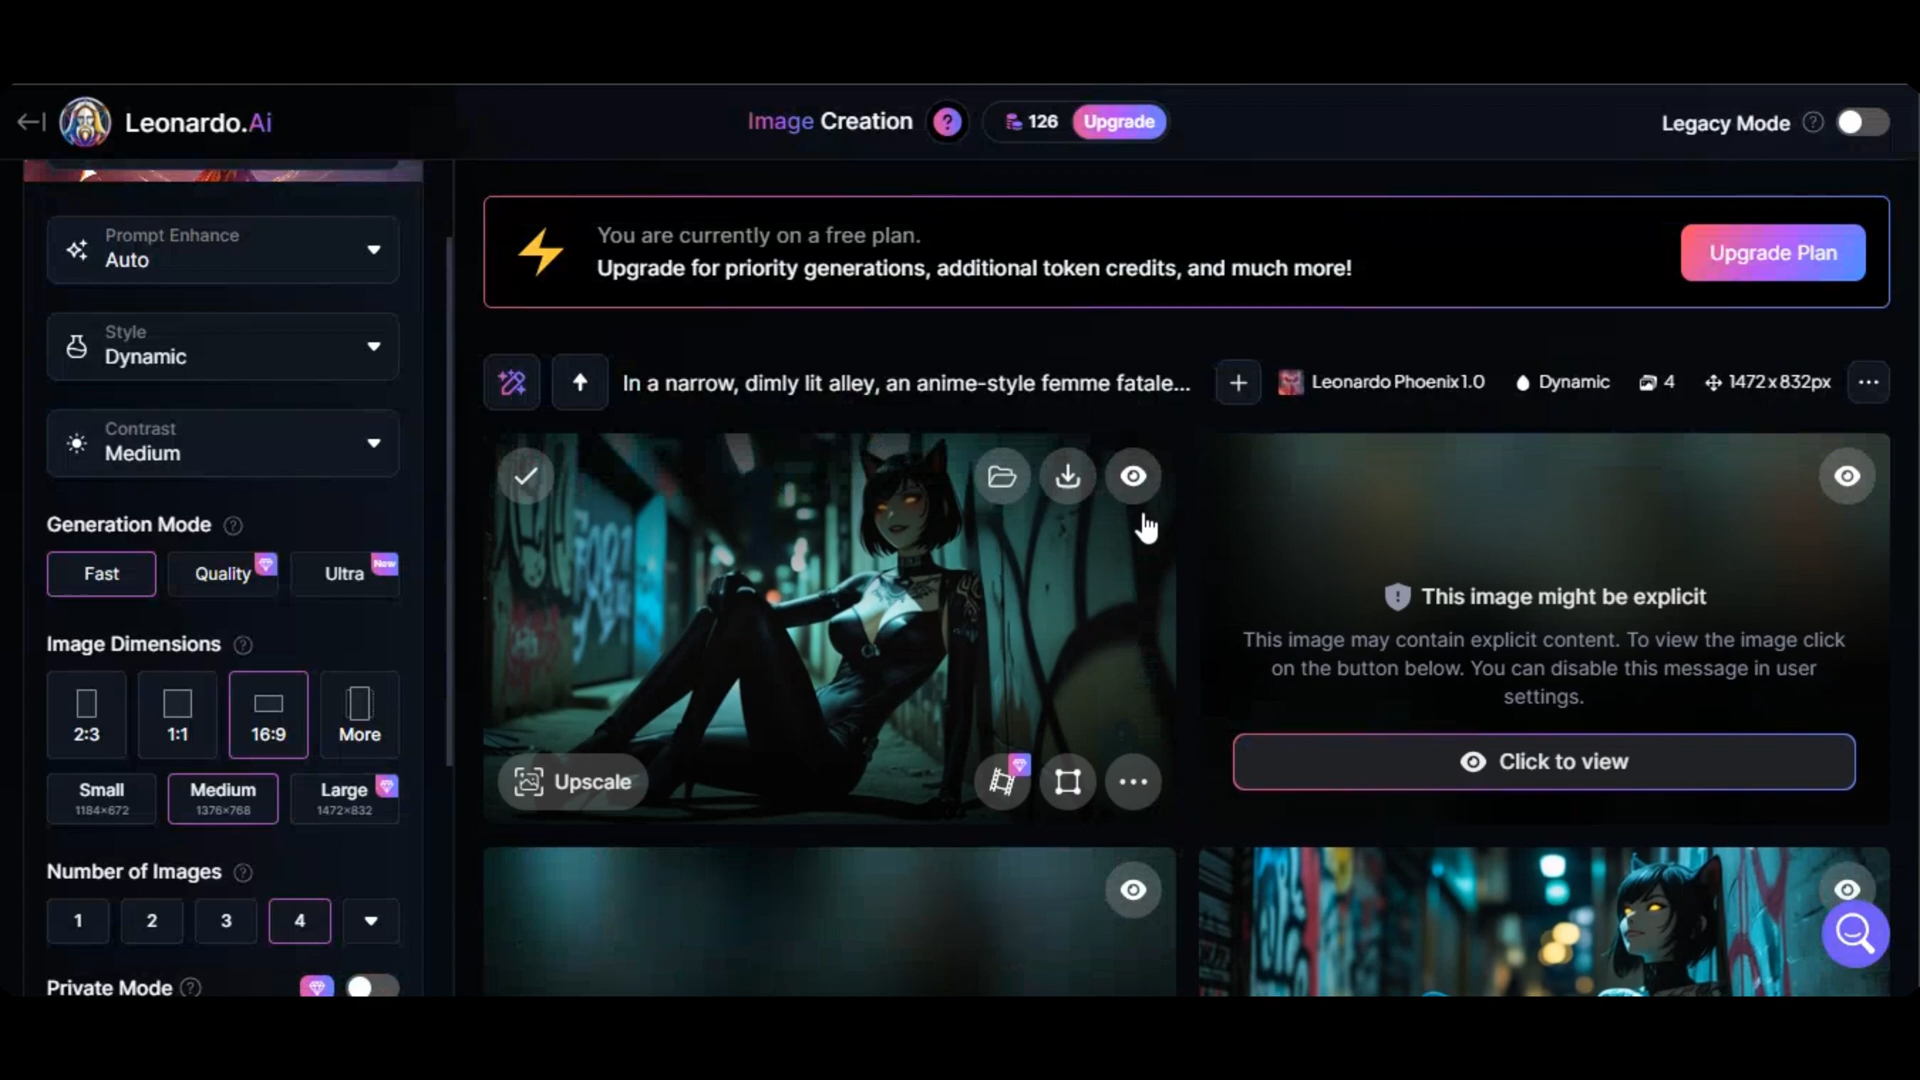 Leonardo.Ai
Image Creation
?
126
Upgrade
Legacy Mode
?
Prompt Enhance
Auto
Style
Dynamic
Contrast
Medium
Generation Mode
?
Fast
Quality
Ultra
New
Image Dimensions
?
2:3
1:1
16:9
More
Small
1184×672
Medium
1376×768
Large
1472×832
Number of Images
?
1
2
3
4
Private Mode
?
You are currently on a free plan.
Upgrade for priority generations, additional token credits, and much more!
Upgrade Plan
In a narrow, dimly lit alley, an anime-style femme fatale...
Leonardo Phoenix 1.0
Dynamic
4
1472 x 832px
Upscale
This image might be explicit
This image may contain explicit content. To view the image click
on the button below. You can disable this message in user
settings.
Click to view